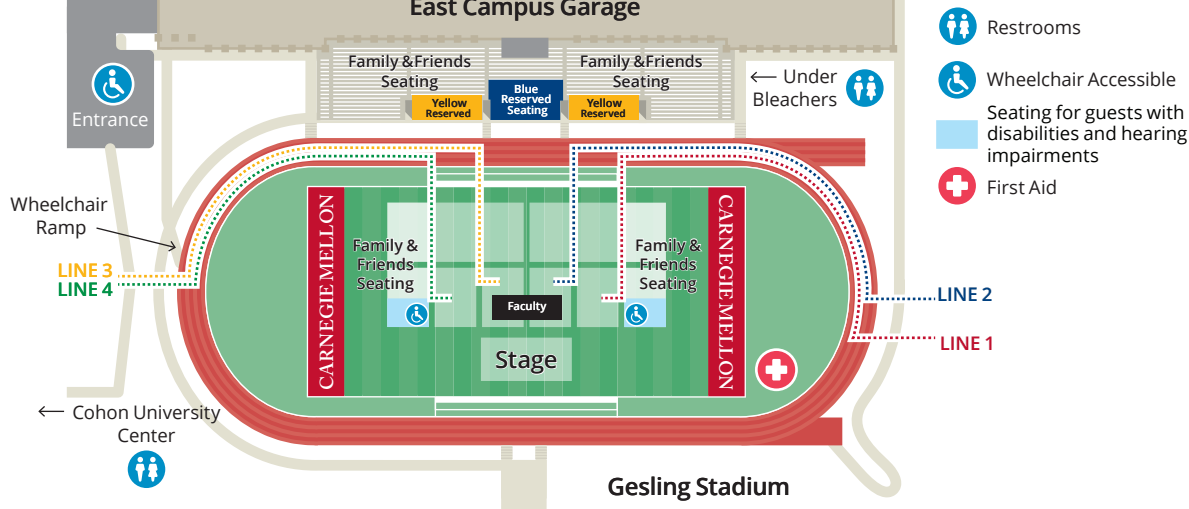 East Campus Garage
Family &Friends
Seating
Family &Friends
Seating
Blue
Reserved
Seating
Yellow
Reserved
Yellow
Reserved
← Under
Bleachers
Entrance
Wheelchair
Ramp
LINE 3
LINE 4
CARNEGIE MELLON
Family &
Friends
Seating
Family &
Friends
Seating
CARNEGIE MELLON
Faculty
Stage
LINE 2
LINE 1
← Cohon University
Center
Gesling Stadium
Restrooms
Wheelchair Accessible
Seating for guests with
disabilities and hearing
impairments
First Aid